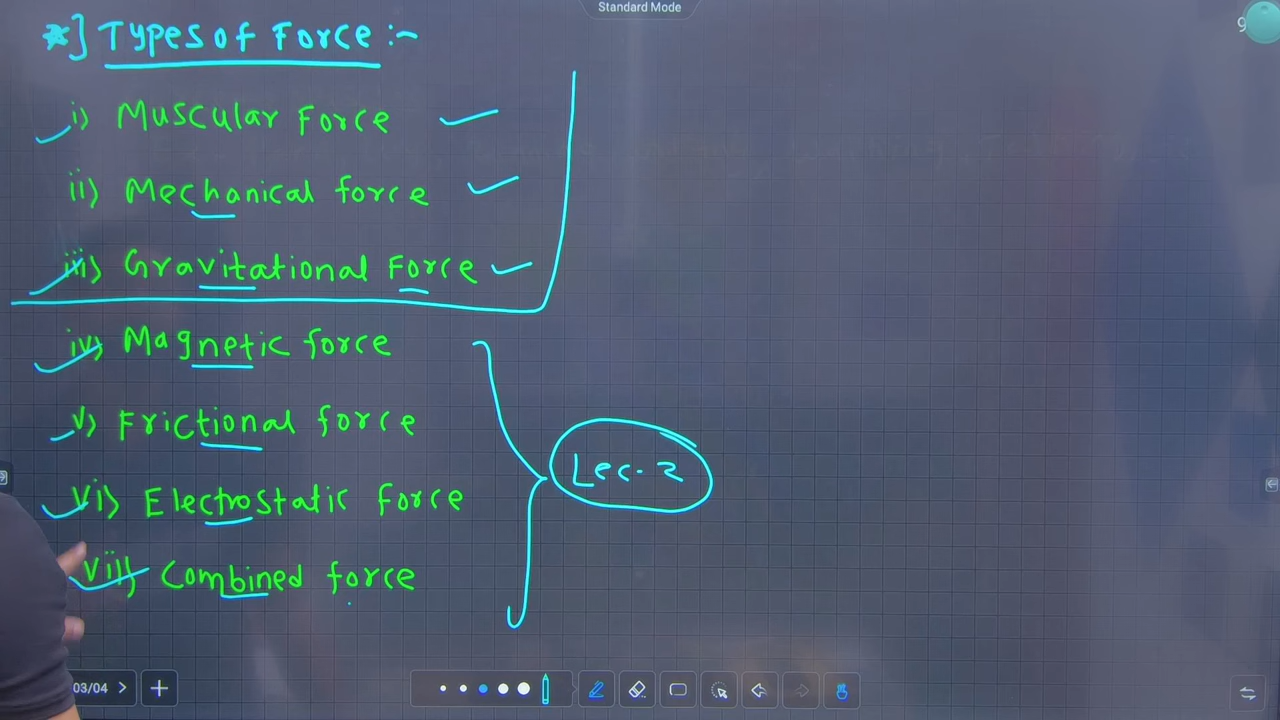 Standard Mode
9
*] Types of Force :-
i) Muscular Force
ii) Mechanical force
iii) Gravitational Force
iv) Magnetic force
v) Frictional force
Lec. 2
vi) Electrostatic force
vii) Combined force
03/04